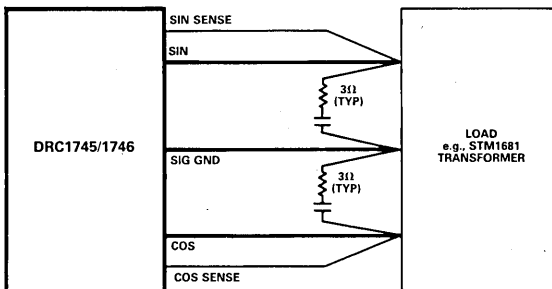 SIN SENSE
SIN
3Ω
(TYP)
DRC1745/1746
LOAD
e.g., STM1681
TRANSFORMER
SIG GND
3Ω
(TYP)
COS
COS SENSE